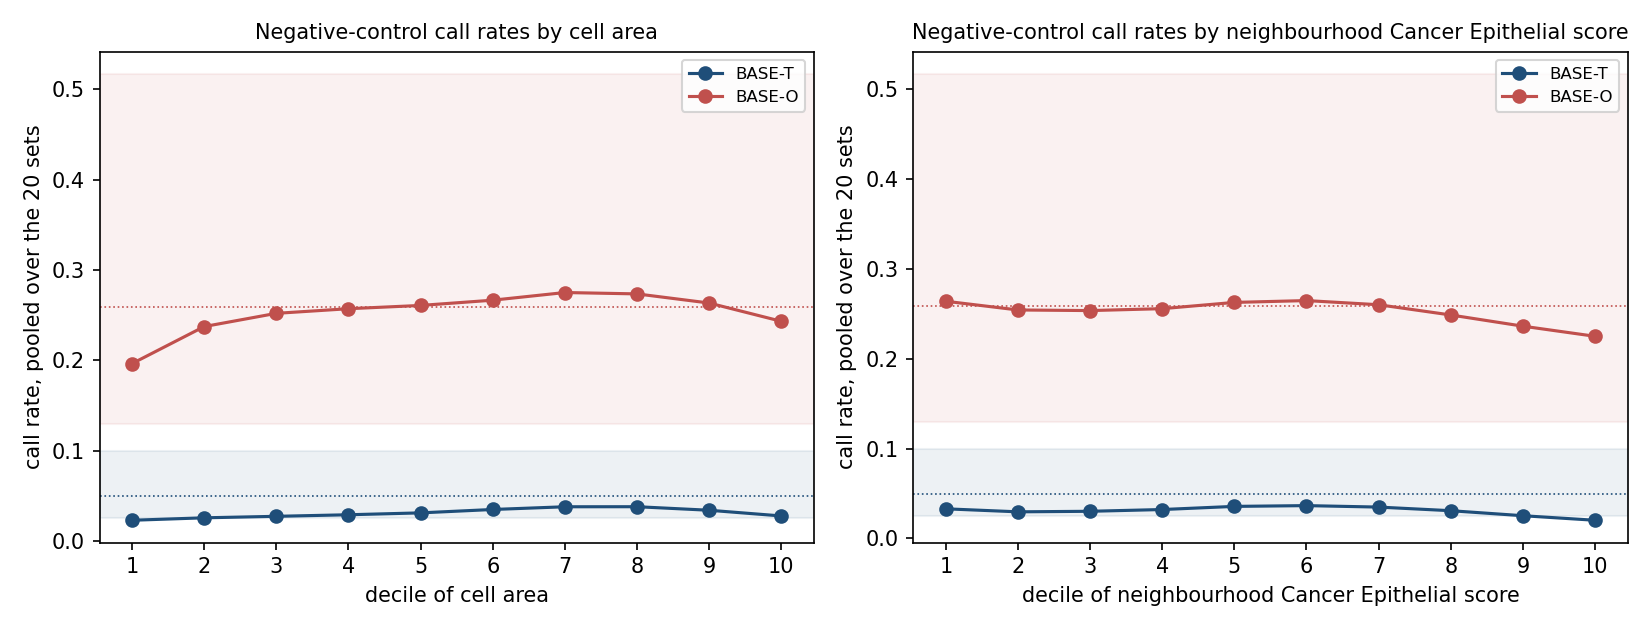 Negative-control call rates by cell area
call rate, pooled over the 20 sets
0.5
0.4
0.3
0.2
0.1
0.0
BASE-T
BASE-O
1 2 3 4 5 6 7 8 9 10
decile of cell area
Negative-control call rates by neighbourhood Cancer Epithelial score
call rate, pooled over the 20 sets
0.5
0.4
0.3
0.2
0.1
0.0
BASE-T
BASE-O
1 2 3 4 5 6 7 8 9 10
decile of neighbourhood Cancer Epithelial score